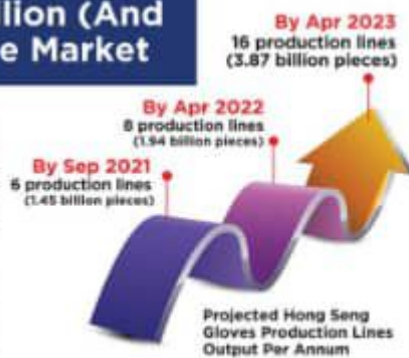 llion (And
e Market
By Apr 2023
16 production lines
(3.87 billion pieces)
By Apr 2022
8 production lines
(1.94 billion pieces)
By Sep 2021
6 production lines
(1.45 billion pieces)
Projected Hong Seng
Gloves Production Lines
Output Per Annum